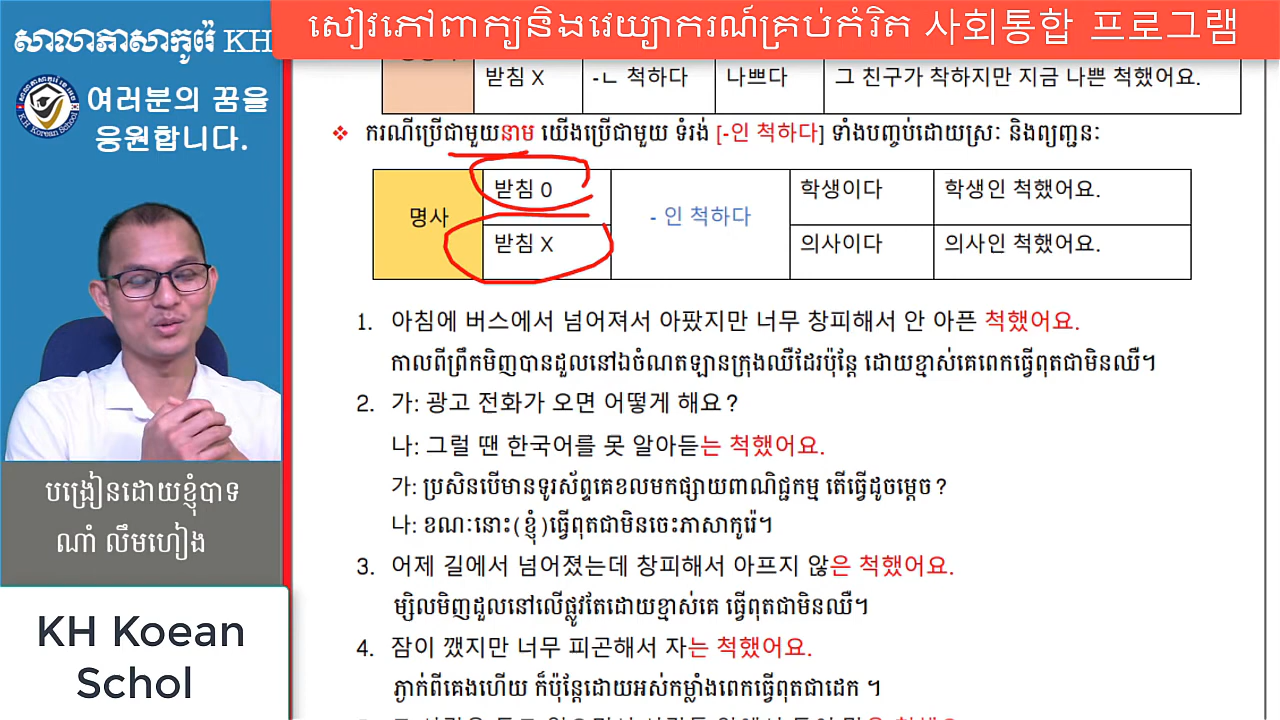 សៀវភៅពាក្យនិងវេយ្យាករណ៍គ្រប់កំរិត 사회통합 프로그램
សាលាភាសាកូរ៉េ KH
KH Korean School
여러분의 꿈을
응원합니다.
បង្រៀនដោយខ្ញុំបាទ
ណាំ លឹមហៀង
KH Koean
Schol
받침 X -ㄴ 척하다 나쁘다 그 친구가 착하지만 지금 나쁜 척했어요.
❖ ករណីប្រើជាមួយនាម យើងប្រើជាមួយ ទំរង់ [-인 척하다] ទាំងបញ្ចប់ដោយស្រៈ និងព្យញ្ជនៈ
명사 받침 0 - 인 척하다 학생이다 학생인 척했어요.
받침 X 의사이다 의사인 척했어요.
1. 아침에 버스에서 넘어져서 아팠지만 너무 창피해서 안 아픈 척했어요.
កាលពីព្រឹកមិញបានដួលនៅឯចំណតឡានក្រុងឈឺដែរប៉ុន្តែ ដោយខ្មាស់គេពេកធ្វើពុតជាមិនឈឺ។
2. 가: 광고 전화가 오면 어떻게 해요?
나: 그럴 땐 한국어를 못 알아듣는 척했어요.
가: ប្រសិនបើមានទូរស័ព្ទគេខលមកផ្សាយពាណិជ្ជកម្ម តើធ្វើដូចម្តេច?
나: ខណៈនោះ(ខ្ញុំ)ធ្វើពុតជាមិនចេះភាសាកូរ៉េ។
3. 어제 길에서 넘어졌는데 창피해서 아프지 않은 척했어요.
ម្សិលមិញដួលនៅលើផ្លូវតែដោយខ្មាស់គេ ធ្វើពុតជាមិនឈឺ។
4. 잠이 깼지만 너무 피곤해서 자는 척했어요.
ភ្ញាក់ពីគេងហើយ ក៏ប៉ុន្តែដោយអស់កម្លាំងពេកធ្វើពុតជាដេក ។